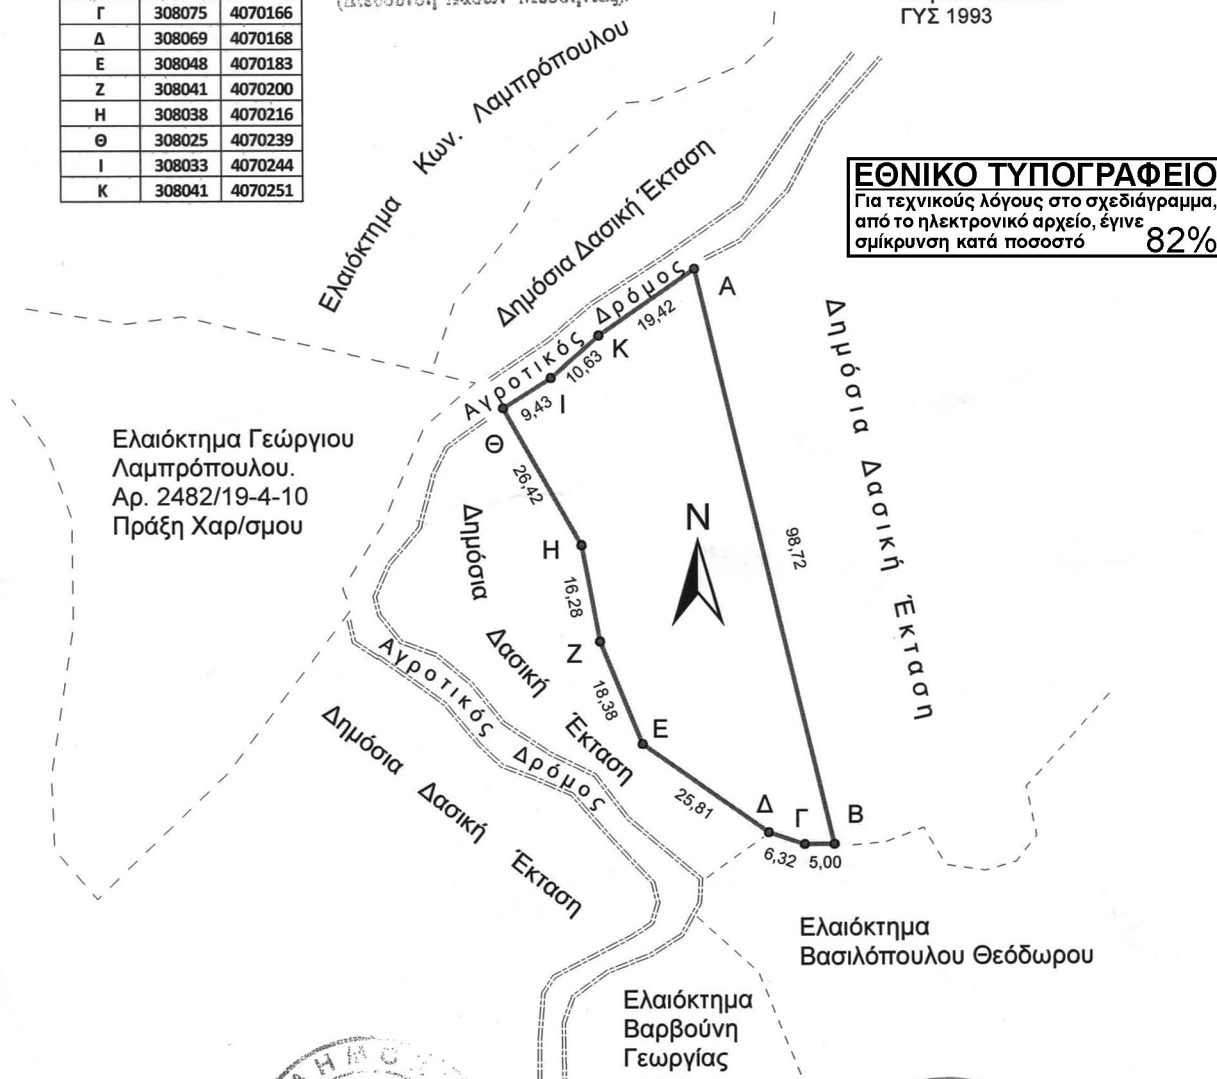 Γ 308075 4070166
Δ 308069 4070168
Ε 308048 4070183
Ζ 308041 4070200
Η 308038 4070216
Θ 308025 4070239
Ι 308033 4070244
Κ 308041 4070251
ΓΥΣ 1993
ΕΘΝΙΚΟ ΤΥΠΟΓΡΑΦΕΙΟ
Για τεχνικούς λόγους στο σχεδιάγραμμα,
από το ηλεκτρονικό αρχείο, έγινε
σμίκρυνση κατά ποσοστό 82%
Ελαιόκτημα Κων. Λαμπρόπουλου
Δημόσια Δασική Έκταση
Αγροτικός Δρόμος
Α
19,42
Κ
10,63
Ι
9,43
Θ
26,42
Ελαιόκτημα Γεώργιου
Λαμπρόπουλου.
Αρ. 2482/19-4-10
Πράξη Χαρ/σμου
Δημόσια Δασική Έκταση
Ν
98,72
Η
16,28
Δημόσια Δασική Έκταση
Ζ
18,38
Ε
Αγροτικός Δρόμος
25,81
Δ
Γ
Β
6,32
5,00
Δημόσια Δασική Έκταση
Ελαιόκτημα
Βασιλόπουλου Θεόδωρου
Ελαιόκτημα
Βαρβούνη
Γεωργίας